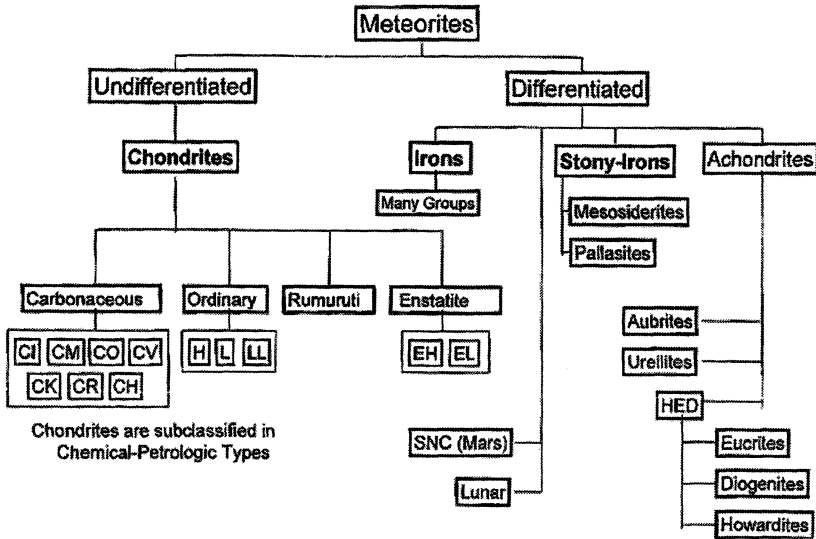 Meteorites
Undifferentiated
Differentiated
Chondrites
Irons
Stony-Irons
Achondrites
Many Groups
Mesosiderites
Pallasites
Carbonaceous
Ordinary
Rumuruti
Enstatite
CI CM CO CV
CK CR CH
H L LL
EH EL
Chondrites are subclassified in
Chemical-Petrologic Types
Aubrites
Ureilites
HED
SNC (Mars)
Lunar
Eucrites
Diogenites
Howardites